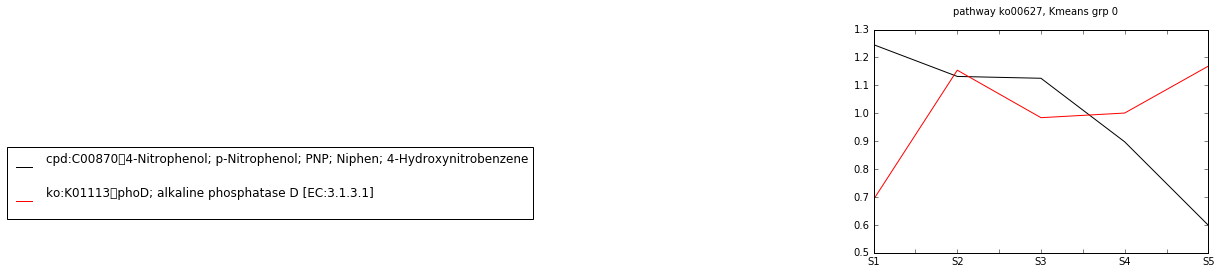 pathway ko00627, Kmeans grp 0
1.3
1.2
1.1
1.0
0.9
0.8
0.7
0.6
0.5
S1 S2 S3 S4 S5
cpd:C00870▯4-Nitrophenol; p-Nitrophenol; PNP; Niphen; 4-Hydroxynitrobenzene
ko:K01113▯phoD; alkaline phosphatase D [EC:3.1.3.1]